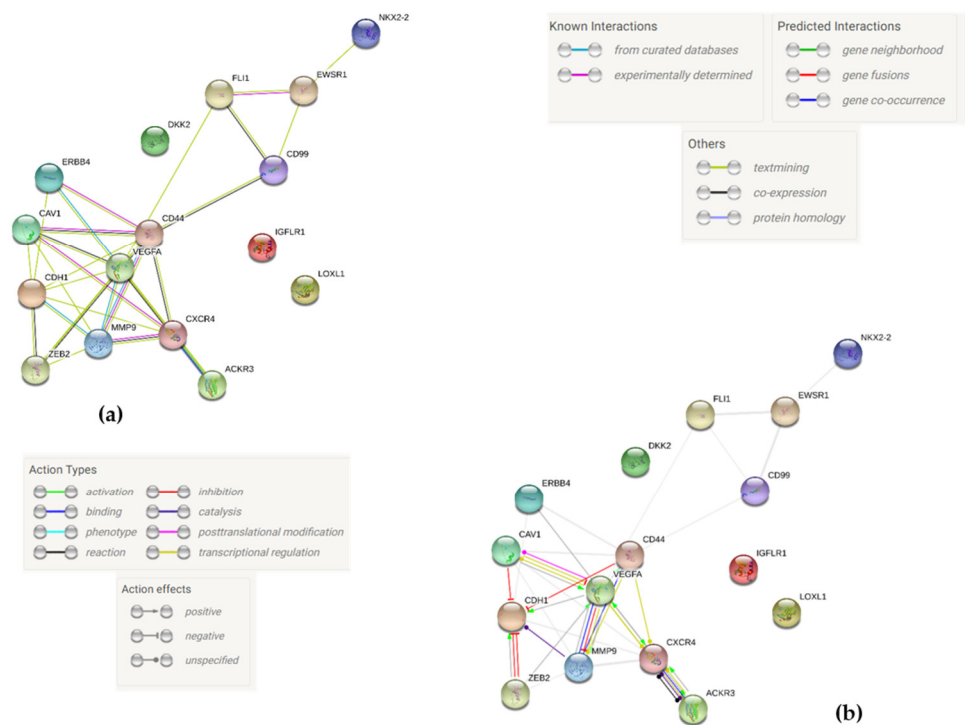 NKX2-2
FLI1
EWSR1
DKK2
CD99
ERBB4
CAV1
CD44
VEGFA
IGFLR1
CDH1
LOXL1
MMP9
CXCR4
ZEB2
ACKR3
(a)
Known Interactions
from curated databases
experimentally determined
Predicted Interactions
gene neighborhood
gene fusions
gene co-occurrence
Others
textmining
co-expression
protein homology
Action Types
activation
inhibition
binding
catalysis
phenotype
posttranslational modification
reaction
transcriptional regulation
Action effects
positive
negative
unspecified
NKX2-2
FLI1
EWSR1
DKK2
CD99
ERBB4
CAV1
CD44
VEGFA
IGFLR1
CDH1
LOXL1
MMP9
CXCR4
ZEB2
ACKR3
(b)